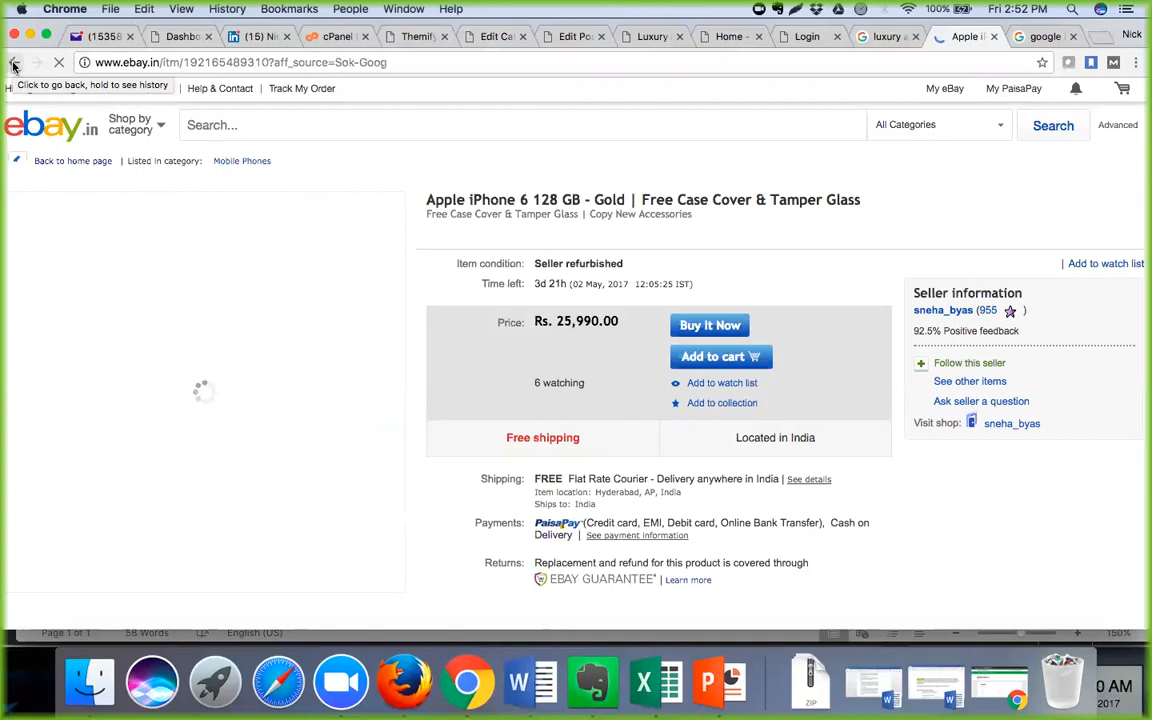 Chrome File Edit View History Bookmarks People Window Help 100% Fri 2:52 PM
(15358 Dashbo (15) Ni cPanel Themify Edit Ca Edit Po Luxury Home - Login luxury a Apple i google Nick
www.ebay.in/itm/192165489310?aff_source=Sok-Goog
Click to go back, hold to see history
Help & Contact Track My Order My eBay My PaisaPay
ebay.in Shop by category Search... All Categories Search Advanced
Back to home page | Listed in category: Mobile Phones
Apple iPhone 6 128 GB - Gold | Free Case Cover & Tamper Glass
Free Case Cover & Tamper Glass | Copy New Accessories
Item condition: Seller refurbished
| Add to watch list
Time left: 3d 21h (02 May, 2017 12:05:25 IST)
Price: Rs. 25,990.00
Buy It Now
Add to cart
6 watching
Add to watch list
Add to collection
Free shipping Located in India
Seller information
sneha_byas (955 )
92.5% Positive feedback
Follow this seller
See other items
Ask seller a question
Visit shop: sneha_byas
Shipping: FREE Flat Rate Courier - Delivery anywhere in India | See details
Item location: Hyderabad, AP, India
Ships to: India
Payments: PaisaPay (Credit card, EMI, Debit card, Online Bank Transfer), Cash on
Delivery | See payment information
Returns: Replacement and refund for this product is covered through
EBAY GUARANTEE* | Learn more
Page 1 of 1 58 Words English (US) 150%
W X P ZIP
0 AM
2017